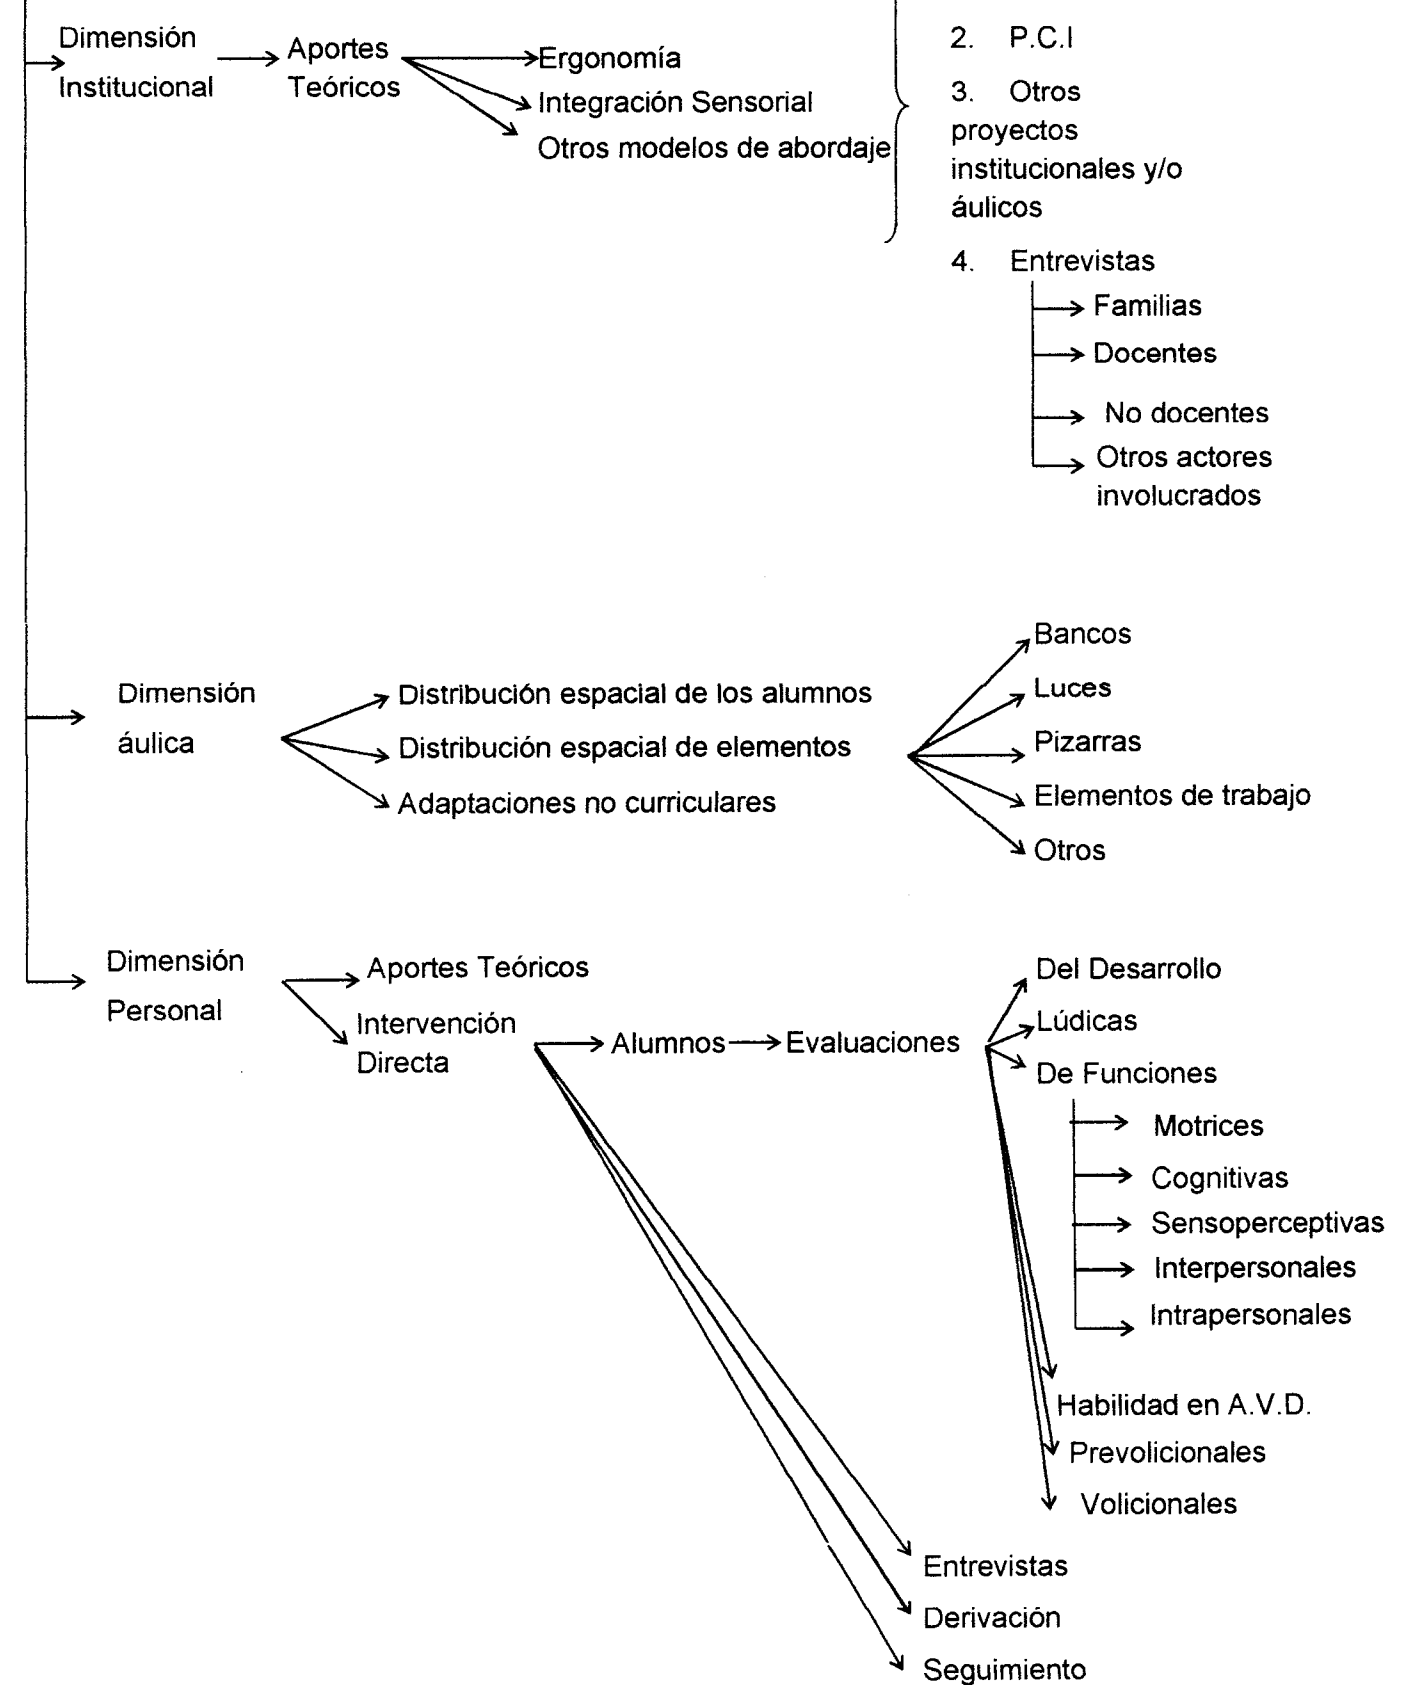 Dimensión
Institucional
Aportes
Teóricos
Ergonomía
Integración Sensorial
Otros modelos de abordaje
2. P.C.I
3. Otros
proyectos
institucionales y/o
áulicos
4. Entrevistas
Familias
Docentes
No docentes
Otros actores
involucrados
Dimensión
áulica
Distribución espacial de los alumnos
Distribución espacial de elementos
Adaptaciones no curriculares
Bancos
Luces
Pizarras
Elementos de trabajo
Otros
Dimensión
Personal
Aportes Teóricos
Intervención
Directa
Alumnos
Evaluaciones
Del Desarrollo
Lúdicas
De Funciones
Motrices
Cognitivas
Sensoperceptivas
Interpersonales
Intrapersonales
Habilidad en A.V.D.
Prevolicionales
Volicionales
Entrevistas
Derivación
Seguimiento